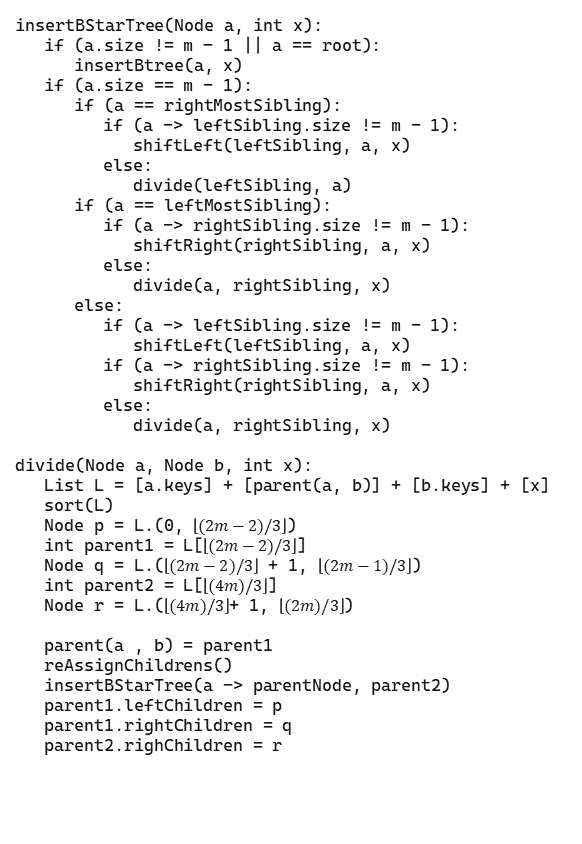 insertBStarTree(Node a, int x):
if (a.size != m - 1 || a == root):
insertBtree(a, x)
if (a.size == m - 1):
if (a == rightMostSibling):
if (a -> leftSibling.size != m - 1):
shiftLeft(leftSibling, a, x)
else:
divide(leftSibling, a)
if (a == leftMostSibling):
if (a -> rightSibling.size != m - 1):
shiftRight(rightSibling, a, x)
else:
divide(a, rightSibling, x)
else:
if (a -> leftSibling.size != m - 1):
shiftLeft(leftSibling, a, x)
if (a -> rightSibling.size != m - 1):
shiftRight(rightSibling, a, x)
else:
divide(a, rightSibling, x)
divide(Node a, Node b, int x):
List L = [a.keys] + [parent(a, b)] + [b.keys] + [x]
sort(L)
Node p = L.(0, ⌊(2m − 2)/3⌋)
int parent1 = L[⌊(2m − 2)/3⌋]
Node q = L.(⌊(2m − 2)/3⌋ + 1, ⌊(2m − 1)/3⌋)
int parent2 = L[⌊(4m)/3⌋]
Node r = L.(⌊(4m)/3⌋+ 1, ⌊(2m)/3⌋)
parent(a , b) = parent1
reAssignChildrens()
insertBStarTree(a -> parentNode, parent2)
parent1.leftChildren = p
parent1.rightChildren = q
parent2.righChildren = r